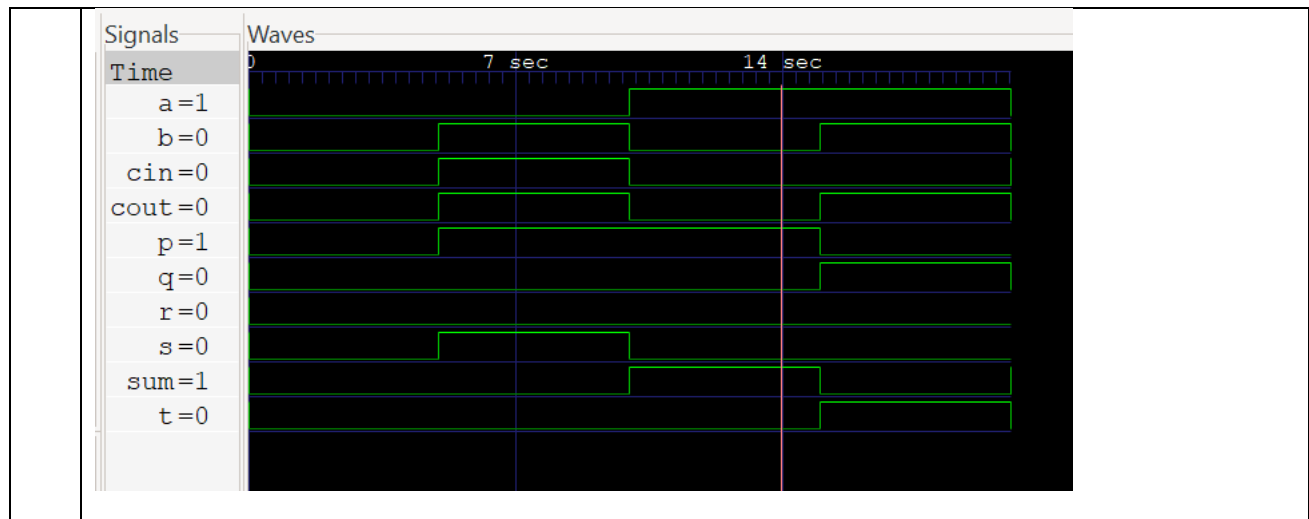 Signals Waves
Time 0 7 sec 14 sec
a=1
b=0
cin=0
cout=0
p=1
q=0
r=0
s=0
sum=1
t=0